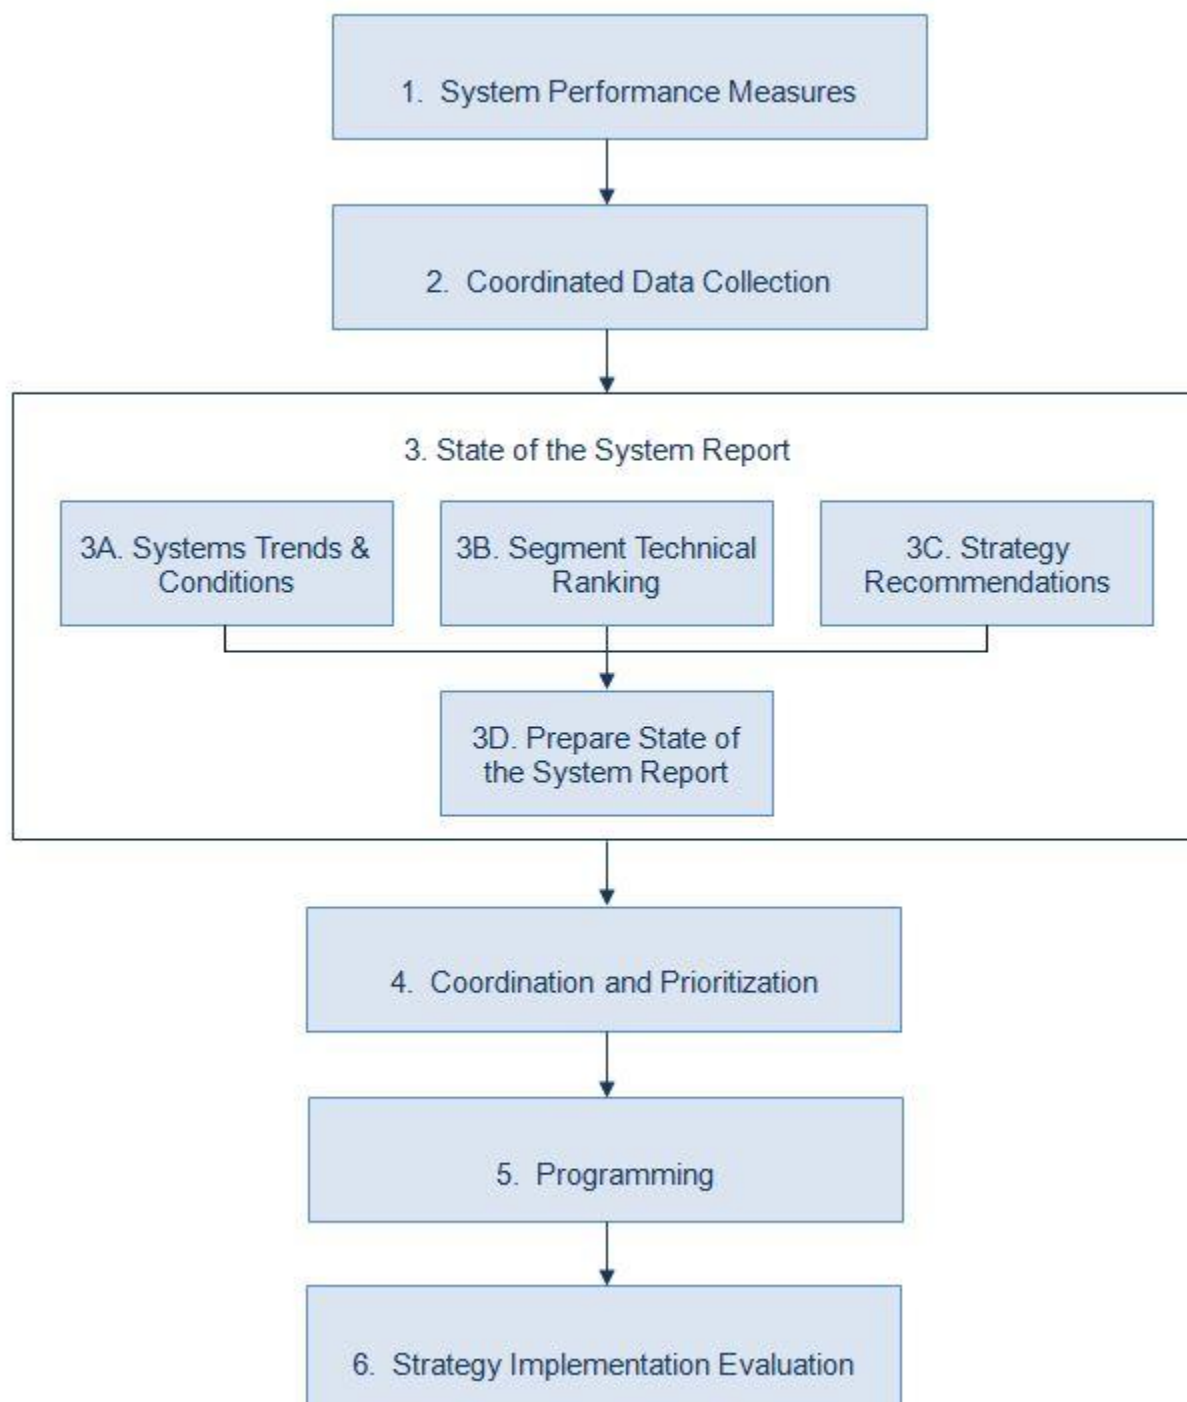 1. System Performance Measures
2. Coordinated Data Collection
3. State of the System Report
3A. Systems Trends &
Conditions
3B. Segment Technical
Ranking
3C. Strategy
Recommendations
3D. Prepare State of
the System Report
4. Coordination and Prioritization
5. Programming
6. Strategy Implementation Evaluation